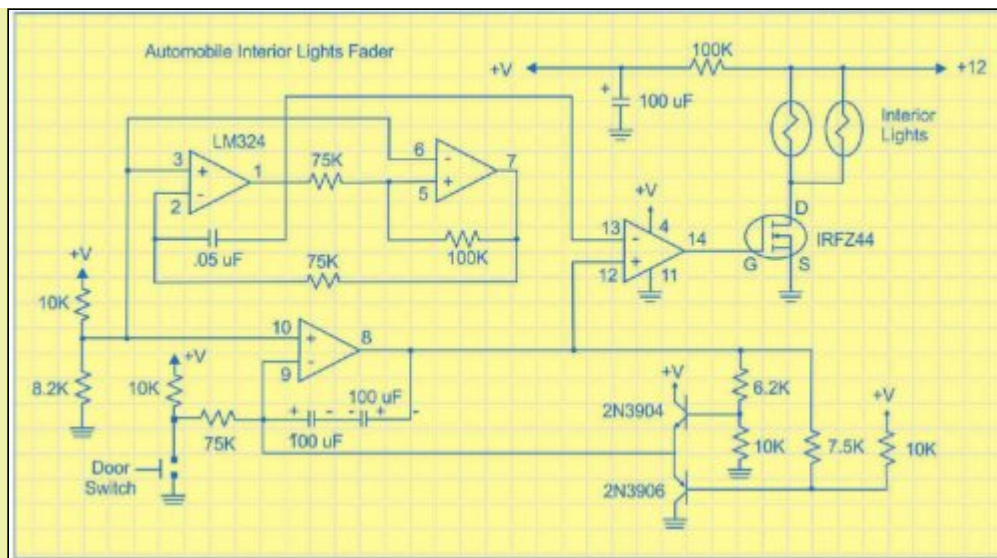 Automobile Interior Lights Fader
+V
100K
+12
+
100 uF
Interior
Lights
LM324
3
+
1
-
2
75K
6
-
7
+
5
.05 uF
75K
100K
+V
4
13
-
14
+
12
11
D
G
S
IRFZ44
+V
10K
8.2K
10
+
8
-
9
+V
10K
75K
+ -
100 uF
100 uF
- + -
Door
Switch
+V
6.2K
2N3904
10K
7.5K
+V
10K
2N3906